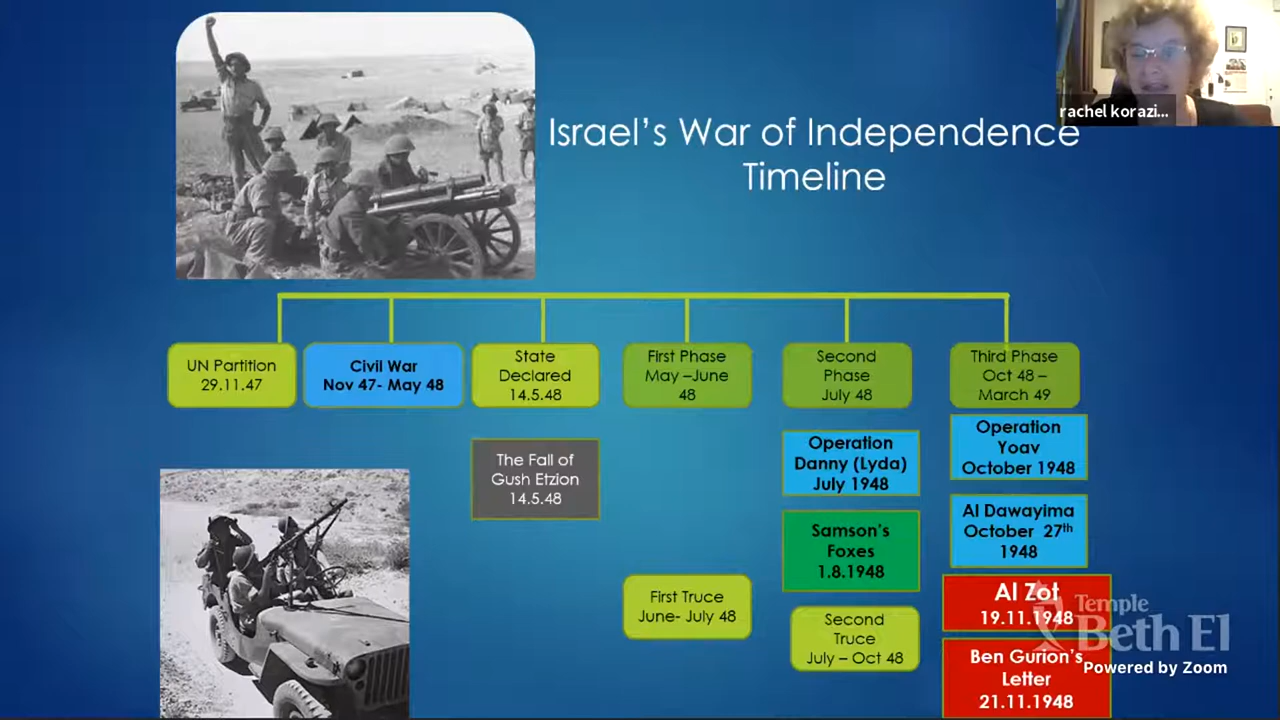 rachel korazi...
Israel's War of Independence
Timeline
UN Partition
29.11.47
Civil War
Nov 47- May 48
State
Declared
14.5.48
First Phase
May –June
48
Second
Phase
July 48
Third Phase
Oct 48 –
March 49
The Fall of
Gush Etzion
14.5.48
First Truce
June- July 48
Operation
Danny (Lyda)
July 1948
Samson's
Foxes
1.8.1948
Second
Truce
July – Oct 48
Operation
Yoav
October 1948
Al Dawayima
October 27th
1948
Al Zot
19.11.1948
Ben Gurion's
Letter
21.11.1948
Temple
Beth El
Powered by Zoom